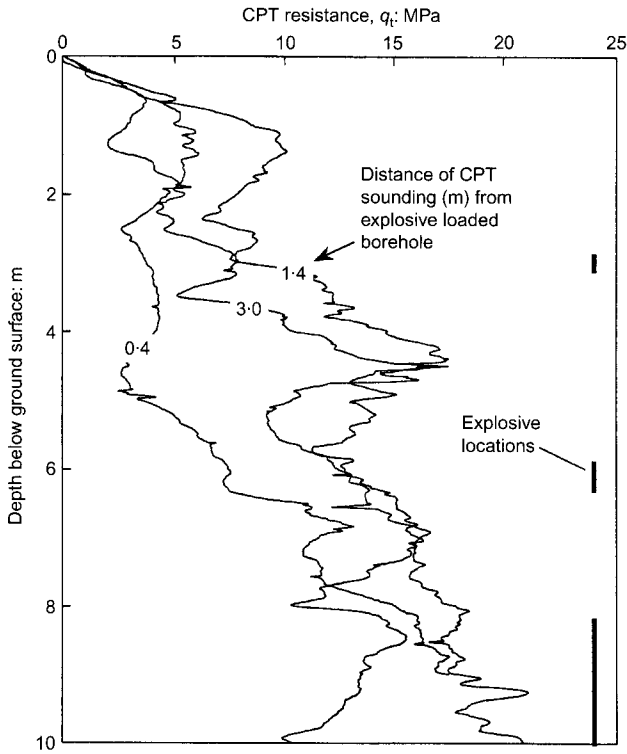 CPT resistance, qt: MPa
0 5 10 15 20 25
0
2
4
6
8
10
Depth below ground surface: m
Distance of CPT
sounding (m) from
explosive loaded
borehole
1·4
3·0
0·4
Explosive
locations